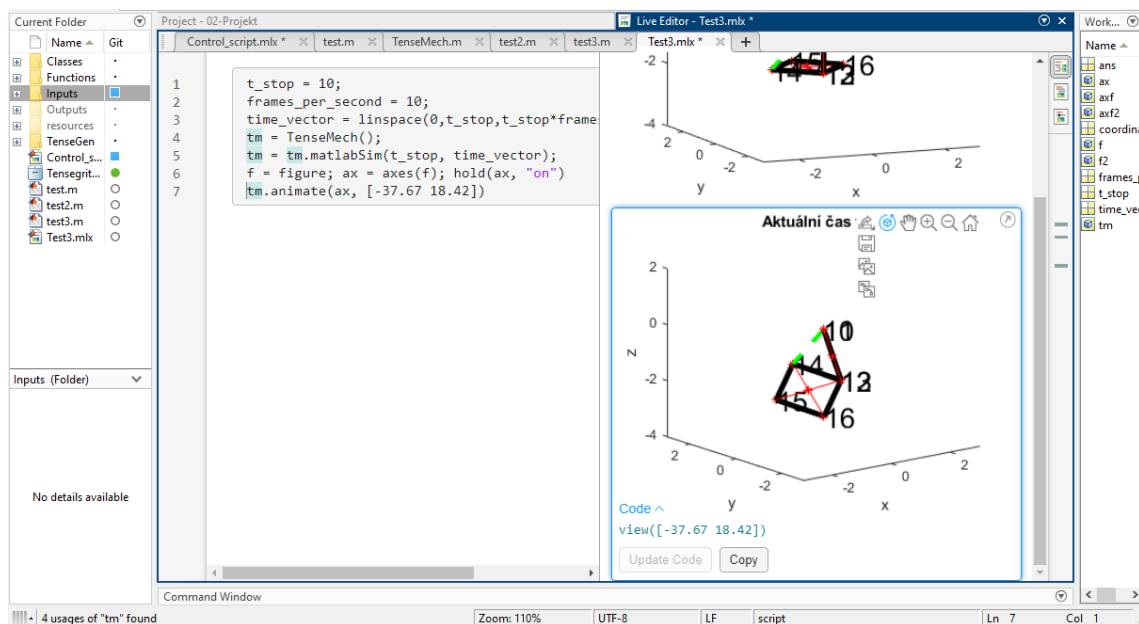 Current Folder
Project - 02-Projekt
Live Editor - Test3.mlx *
Work...
Name
Git
Control_script.mlx *
test.m
TenseMech.m
test2.m
test3.m
Test3.mlx *
Name
Classes
Functions
Inputs
Outputs
resources
TenseGen
Control_s...
Tensegrit...
test.m
test2.m
test3.m
Test3.mlx
1 t_stop = 10;
2 frames_per_second = 10;
3 time_vector = linspace(0,t_stop,t_stop*frames
4 tm = TenseMech();
5 tm = tm.matlabSim(t_stop, time_vector);
6 f = figure; ax = axes(f); hold(ax, "on")
7 tm.animate(ax, [-37.67 18.42])
-2
16
-4
2
0
-2
y
-2
0
2
x
Aktuální čas
2
0
-2
-4
z
14
15
16
2
0
-2
y
-2
0
2
x
Code
view([-37.67 18.42])
Update Code
Copy
ans
ax
axf
axf2
coordina
f
f2
frames_p
t_stop
time_vec
tm
Inputs (Folder)
No details available
Command Window
4 usages of "tm" found
Zoom: 110%
UTF-8
LF
script
Ln 7
Col 1